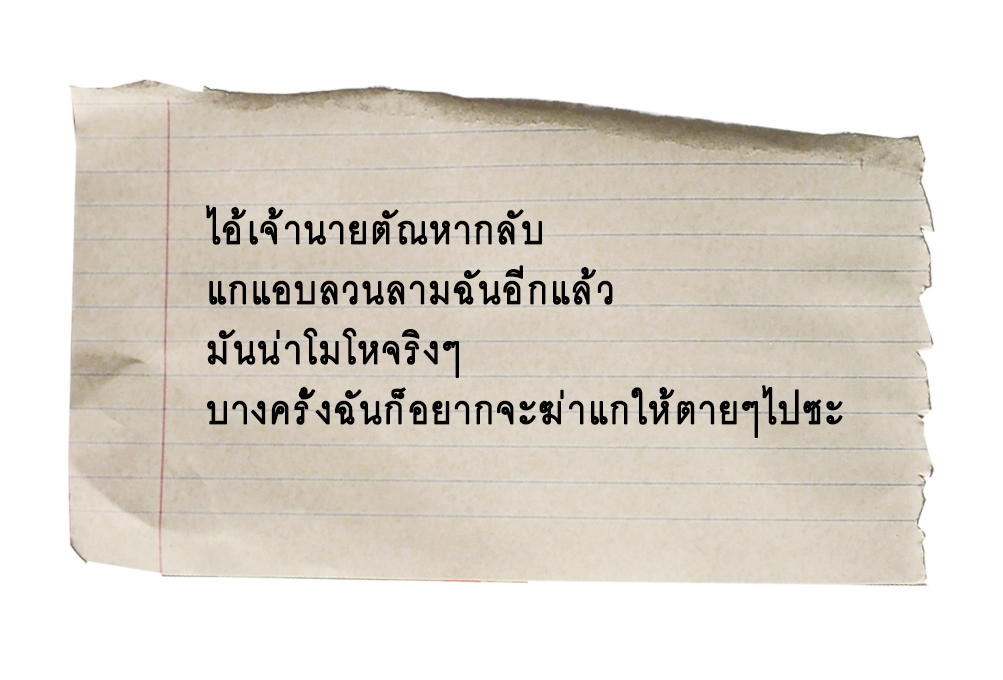 ไอ้เจ้านายตัณหากลับ
แกแอบลวนลามฉันอีกแล้ว
มันน่าโมโหจริงๆ
บางครั้งฉันก็อยากจะฆ่าแกให้ตายๆไปซะ